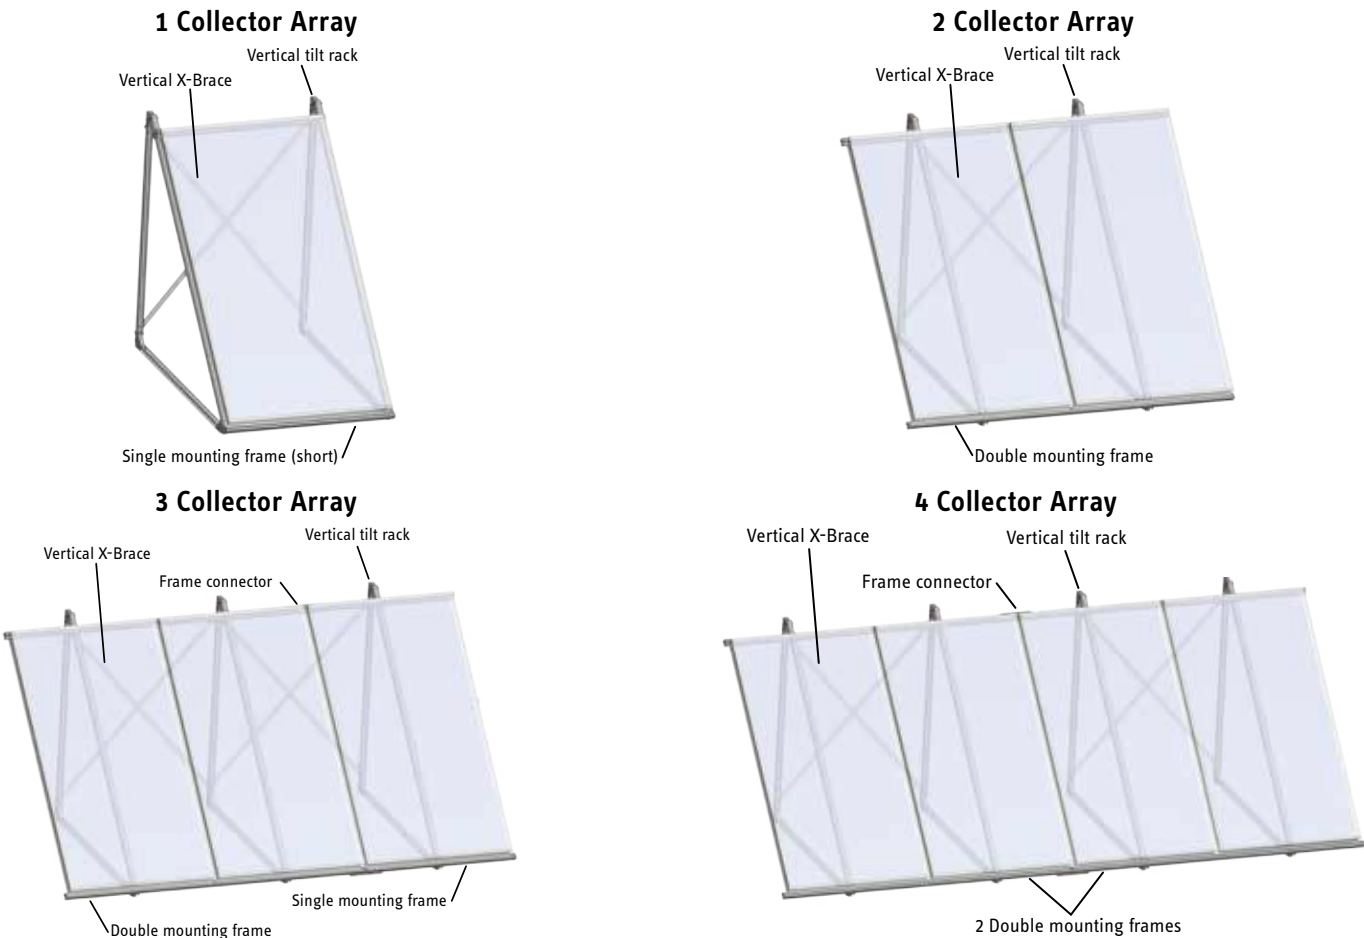 1 Collector Array
Vertical tilt rack
Vertical X-Brace
Single mounting frame (short)
2 Collector Array
Vertical tilt rack
Vertical X-Brace
Double mounting frame
3 Collector Array
Vertical tilt rack
Vertical X-Brace
Frame connector
Single mounting frame
Double mounting frame
4 Collector Array
Vertical X-Brace
Vertical tilt rack
Frame connector
2 Double mounting frames